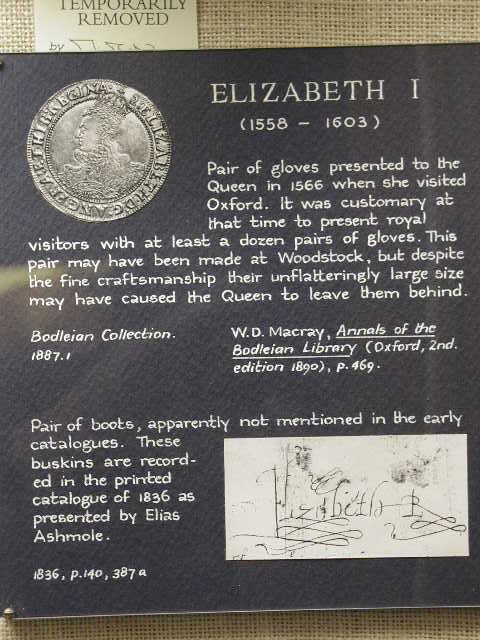 TEMPORARILY
REMOVED
by
ELIZABETH I
(1558 – 1603)
Pair of gloves presented to the
Queen in 1566 when she visited
Oxford. It was customary at
that time to present royal
visitors with at least a dozen pairs of gloves. This
pair may have been made at Woodstock, but despite
the fine craftsmanship their unflatteringly large size
may have caused the Queen to leave them behind.
Bodleian Collection.
1887.1
W.D. Macray, Annals of the
Bodleian Library (Oxford, 2nd.
edition 1890), p.469.
Pair of boots, apparently not mentioned in the early
catalogues. These
buskins are record-
ed in the printed
catalogue of 1836 as
presented by Elias
Ashmole.
1836, p.140, 387a
Elizabeth R